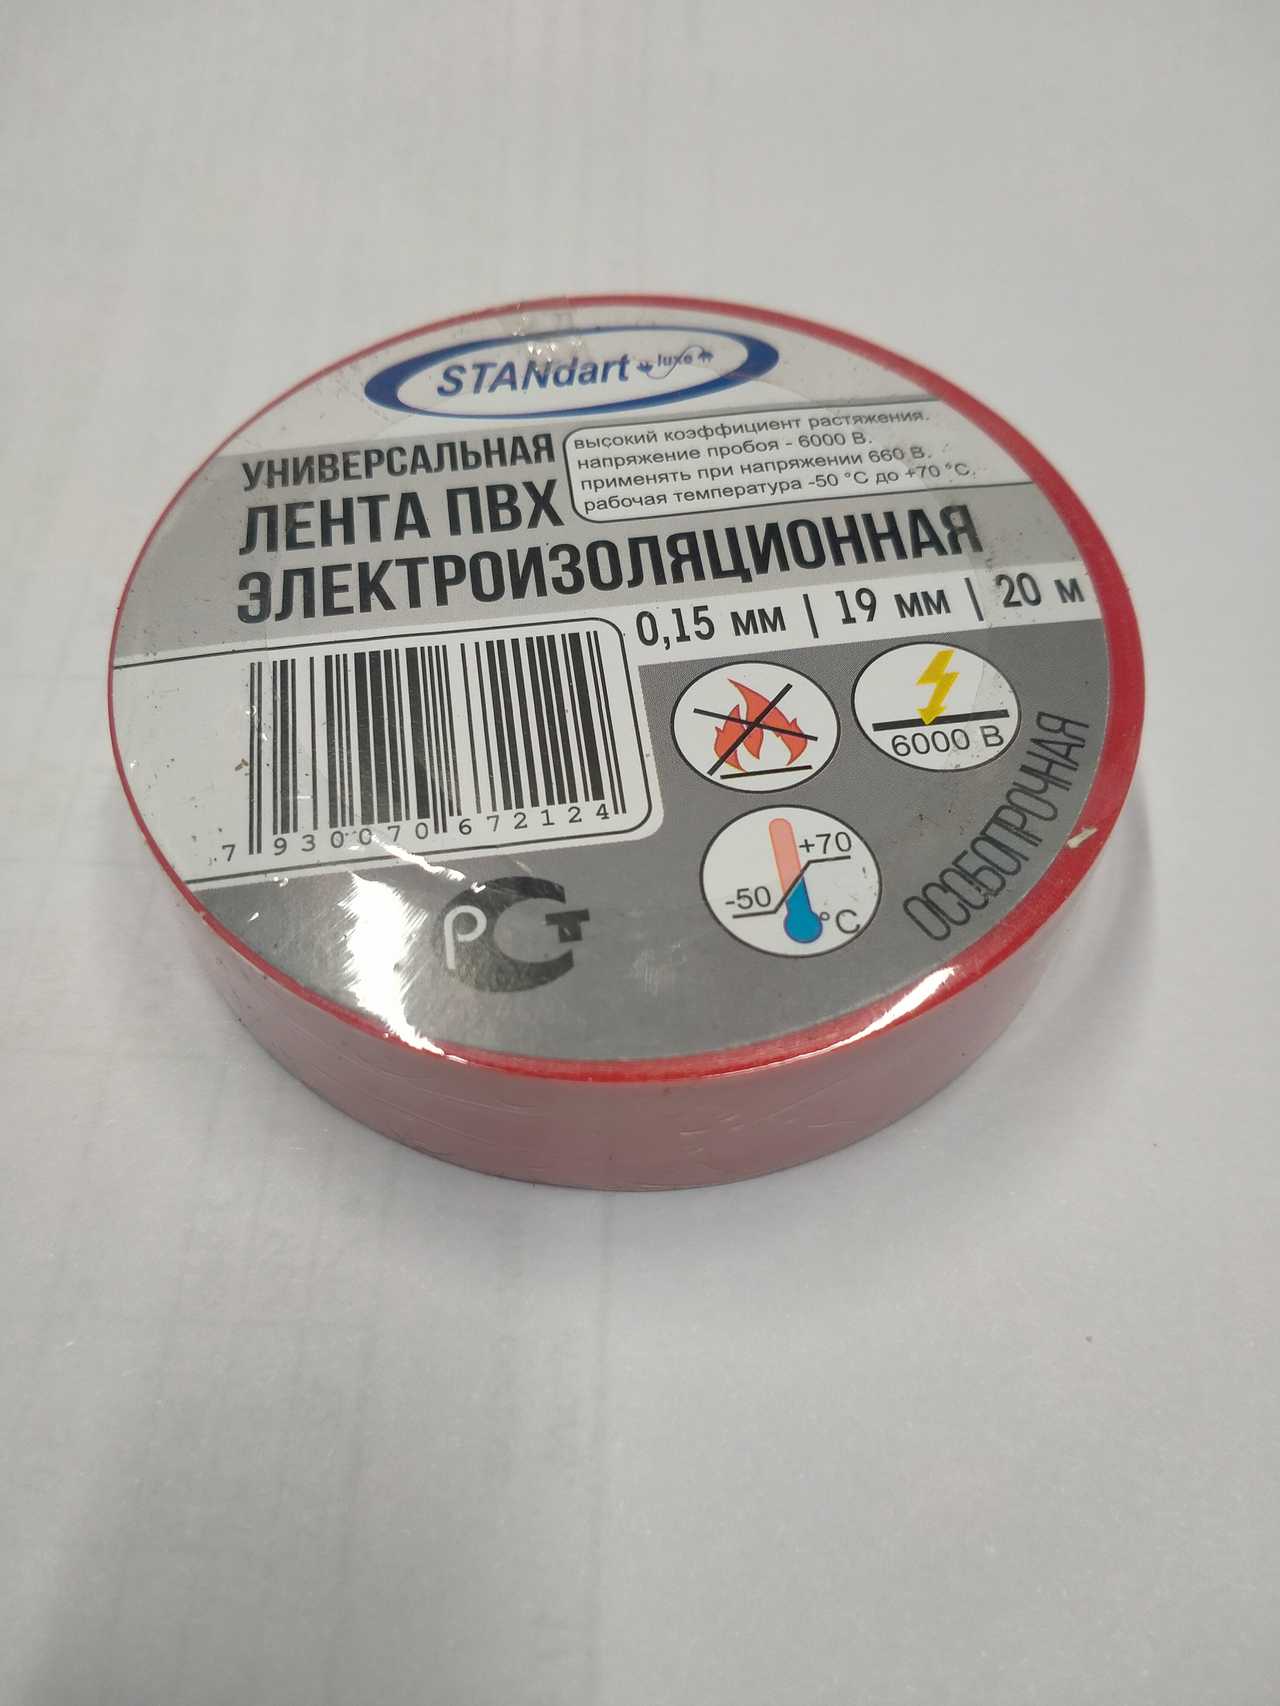 STANdart luxe
УНИВЕРСАЛЬНАЯ
ЛЕНТА ПВХ
ЭЛЕКТРОИЗОЛЯЦИОННАЯ
высокий коэффициент растяжения.
напряжение пробоя - 6000 В.
применять при напряжении 660 В.
рабочая температура -50 °С до +70 °С.
0,15 мм | 19 мм | 20 м
6000 В
7 930070 672124
+70
-50
°С
ОСОБОПРОЧНАЯ
РСТ